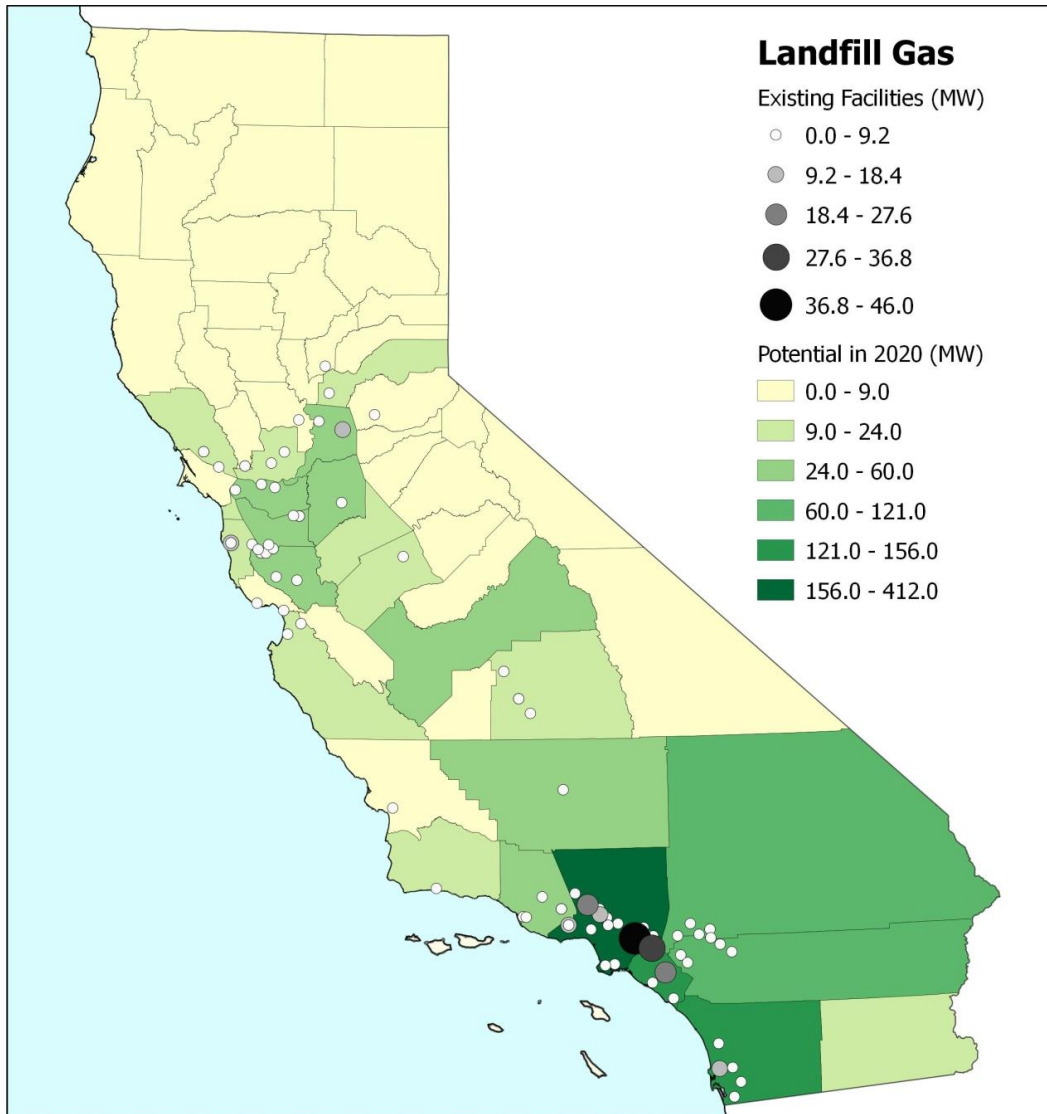 Landfill Gas
Existing Facilities (MW)
0.0 - 9.2
9.2 - 18.4
18.4 - 27.6
27.6 - 36.8
36.8 - 46.0
Potential in 2020 (MW)
0.0 - 9.0
9.0 - 24.0
24.0 - 60.0
60.0 - 121.0
121.0 - 156.0
156.0 - 412.0